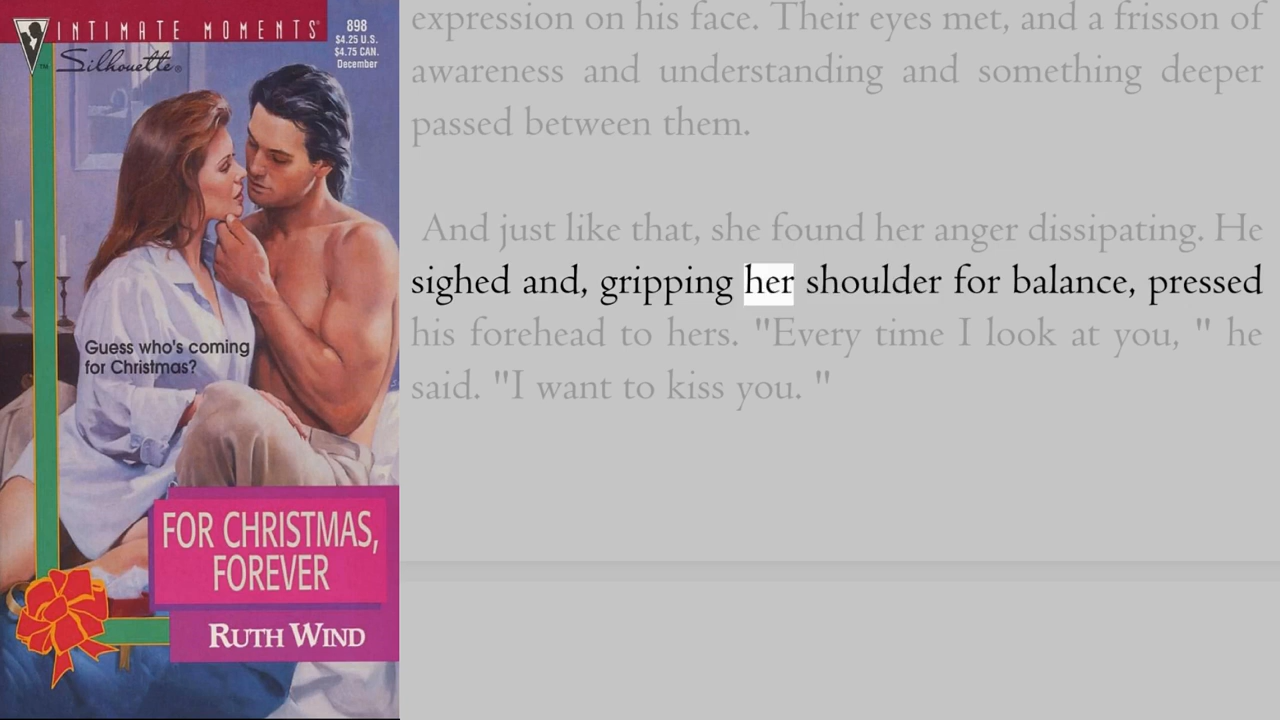 INTIMATE MOMENTS®
898
$4.25 U.S.
$4.75 CAN.
December
TM
Silhouette®
Guess who's coming
for Christmas?
FOR CHRISTMAS,
FOREVER
RUTH WIND
expression on his face. Their eyes met, and a frisson of
awareness and understanding and something deeper
passed between them.
And just like that, she found her anger dissipating. He
sighed and, gripping her shoulder for balance, pressed
his forehead to hers. "Every time I look at you, " he
said. "I want to kiss you. "